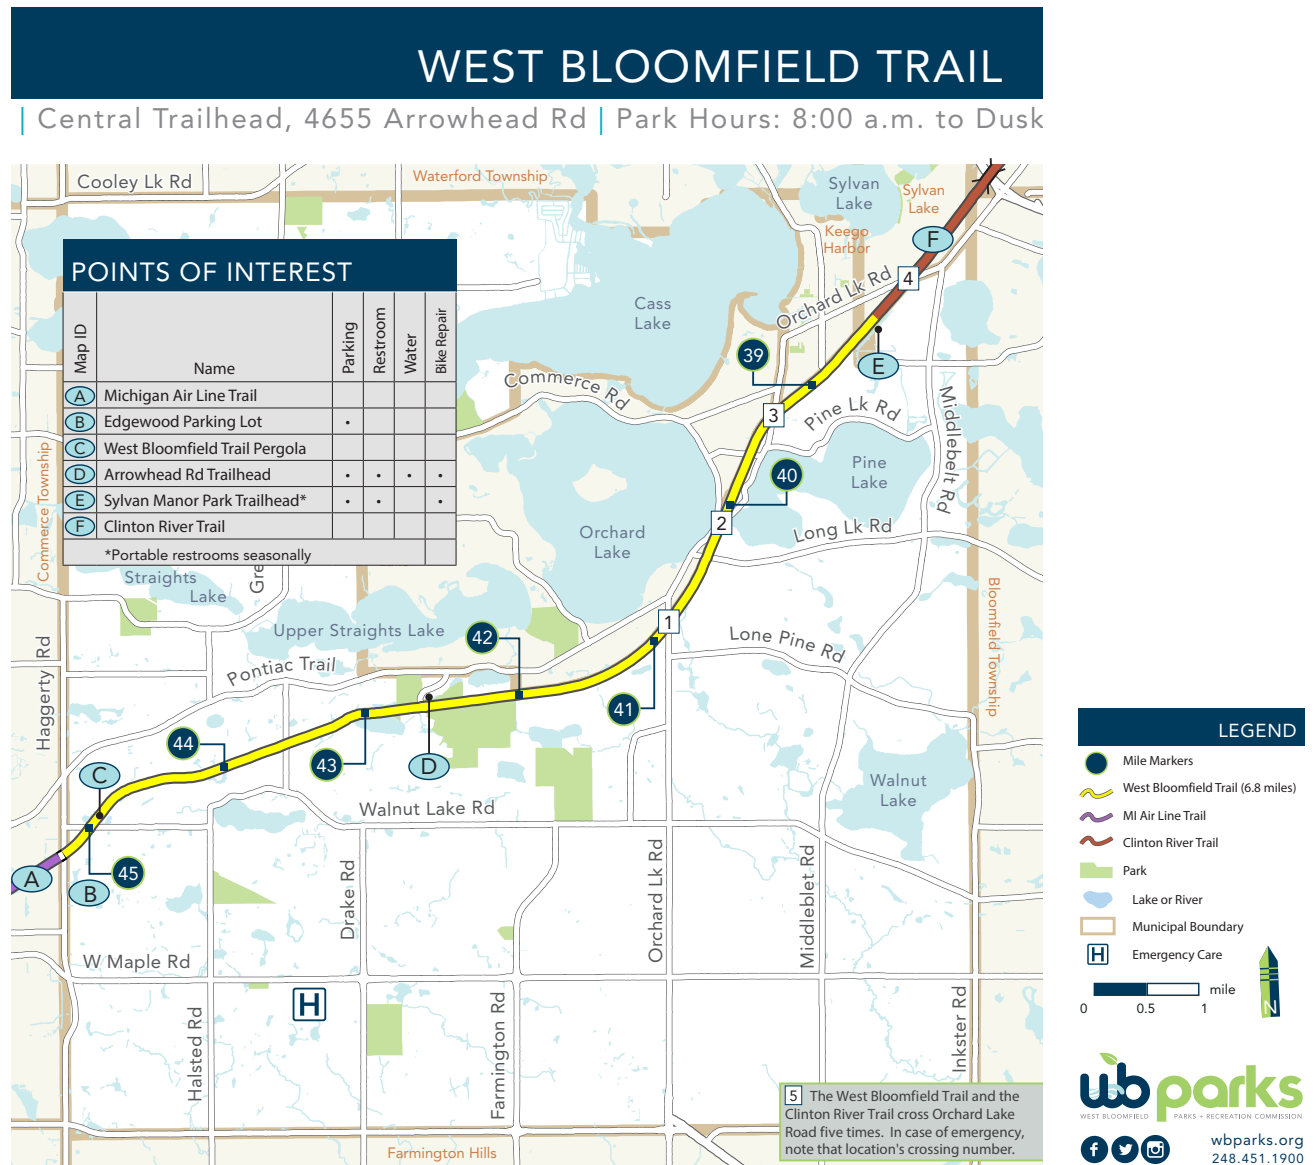 WEST BLOOMFIELD TRAIL
| Central Trailhead, 4655 Arrowhead Rd | Park Hours: 8:00 a.m. to Dusk
Cooley Lk Rd
Waterford Township
Sylvan
Lake
Sylvan
Lake
Keego
Harbor
F
4
Orchard Lk Rd
Cass
Lake
POINTS OF INTEREST
Map ID
Name
Parking
Restroom
Water
Bike Repair
A Michigan Air Line Trail
B Edgewood Parking Lot •
C West Bloomfield Trail Pergola
D Arrowhead Rd Trailhead • • • •
E Sylvan Manor Park Trailhead* • • •
F Clinton River Trail
*Portable restrooms seasonally
39
E
Commerce Rd
3
Pine Lk Rd
Middlebelt Rd
Commerce Township
40
Pine
Lake
2
Orchard
Lake
Long Lk Rd
Straights
Lake
Gre
Bloomfield Township
Upper Straights Lake
42
1
Lone Pine Rd
Haggerty Rd
Pontiac Trail
41
44
43
D
C
Walnut
Lake
Walnut Lake Rd
A
B
45
Drake Rd
Orchard Lk Rd
Middleblet Rd
W Maple Rd
H
Halsted Rd
Farmington Rd
Inkster Rd
Farmington Hills
5 The West Bloomfield Trail and the
Clinton River Trail cross Orchard Lake
Road five times. In case of emergency,
note that location's crossing number.
LEGEND
Mile Markers
West Bloomfield Trail (6.8 miles)
MI Air Line Trail
Clinton River Trail
Park
Lake or River
Municipal Boundary
H Emergency Care
mile
0 0.5 1
N
wb parks
WEST BLOOMFIELD PARKS + RECREATION COMMISSION
wbparks.org
248.451.1900